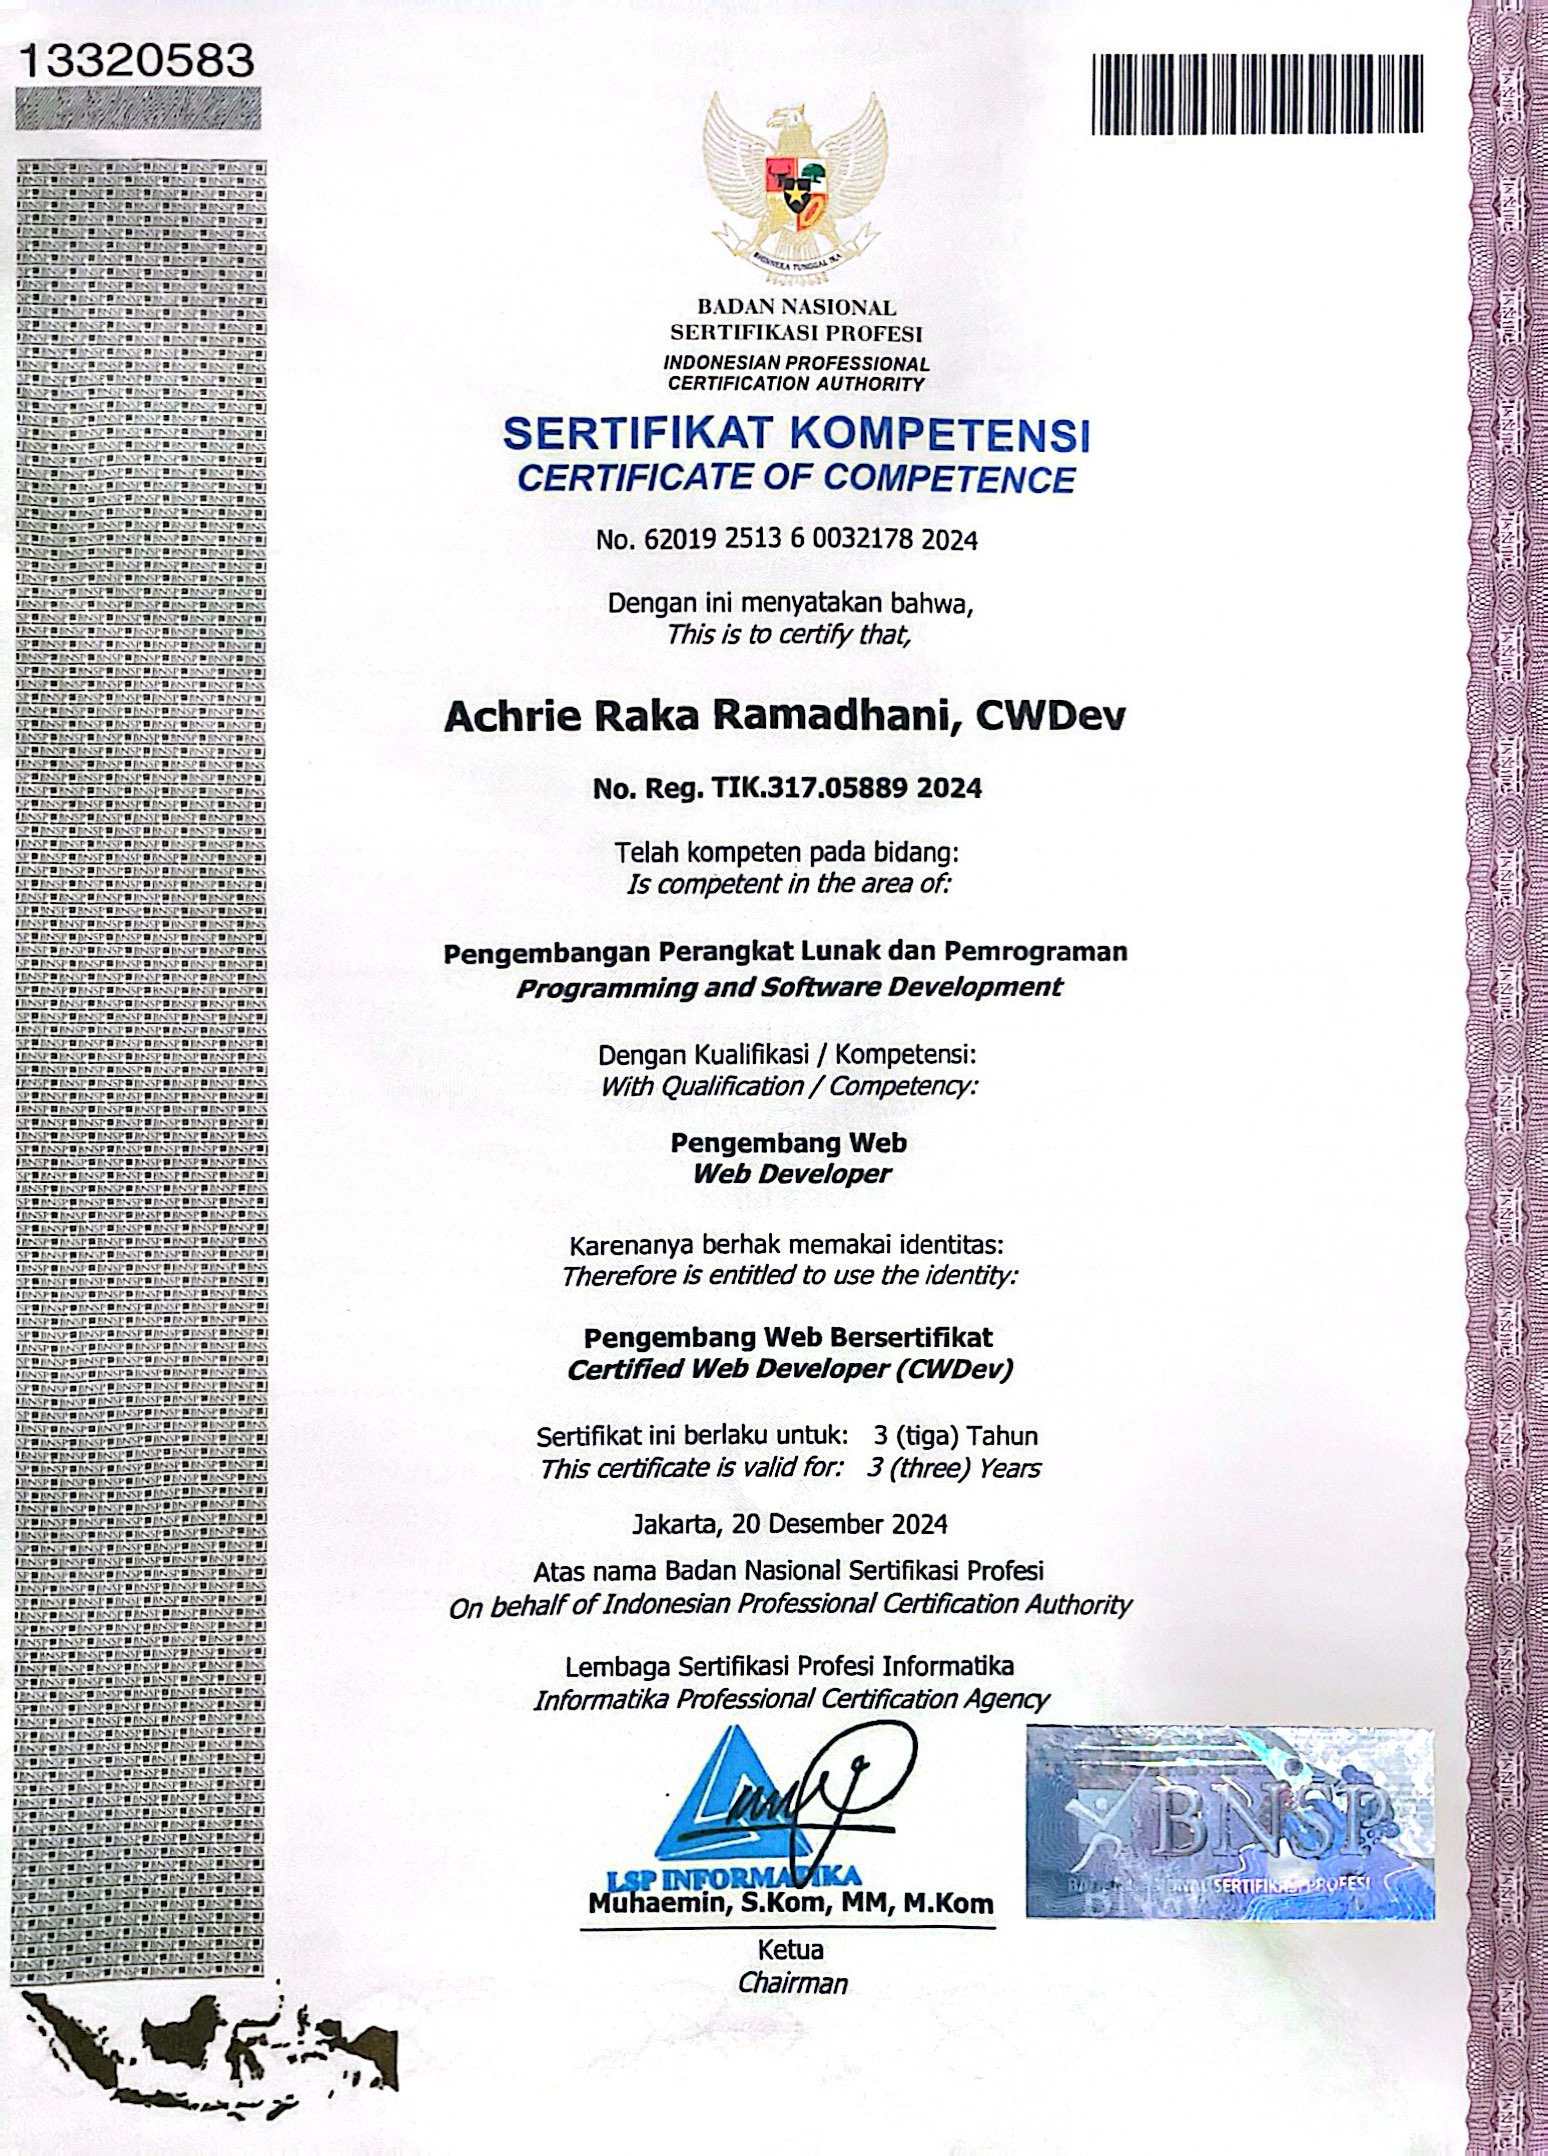 13320583
BHINNEKA TUNGGAL IKA
BADAN NASIONAL
SERTIFIKASI PROFESI
INDONESIAN PROFESSIONAL
CERTIFICATION AUTHORITY
SERTIFIKAT KOMPETENSI
CERTIFICATE OF COMPETENCE
No. 62019 2513 6 0032178 2024
Dengan ini menyatakan bahwa,
This is to certify that,
Achrie Raka Ramadhani, CWDev
No. Reg. TIK.317.05889 2024
Telah kompeten pada bidang:
Is competent in the area of:
Pengembangan Perangkat Lunak dan Pemrograman
Programming and Software Development
Dengan Kualifikasi / Kompetensi:
With Qualification / Competency:
Pengembang Web
Web Developer
Karenanya berhak memakai identitas:
Therefore is entitled to use the identity:
Pengembang Web Bersertifikat
Certified Web Developer (CWDev)
Sertifikat ini berlaku untuk: 3 (tiga) Tahun
This certificate is valid for: 3 (three) Years
Jakarta, 20 Desember 2024
Atas nama Badan Nasional Sertifikasi Profesi
On behalf of Indonesian Professional Certification Authority
Lembaga Sertifikasi Profesi Informatika
Informatika Professional Certification Agency
LSP INFORMATIKA
Muhaemin, S.Kom, MM, M.Kom
Ketua
Chairman
BNSP
SERTIFIKASI PROFESI